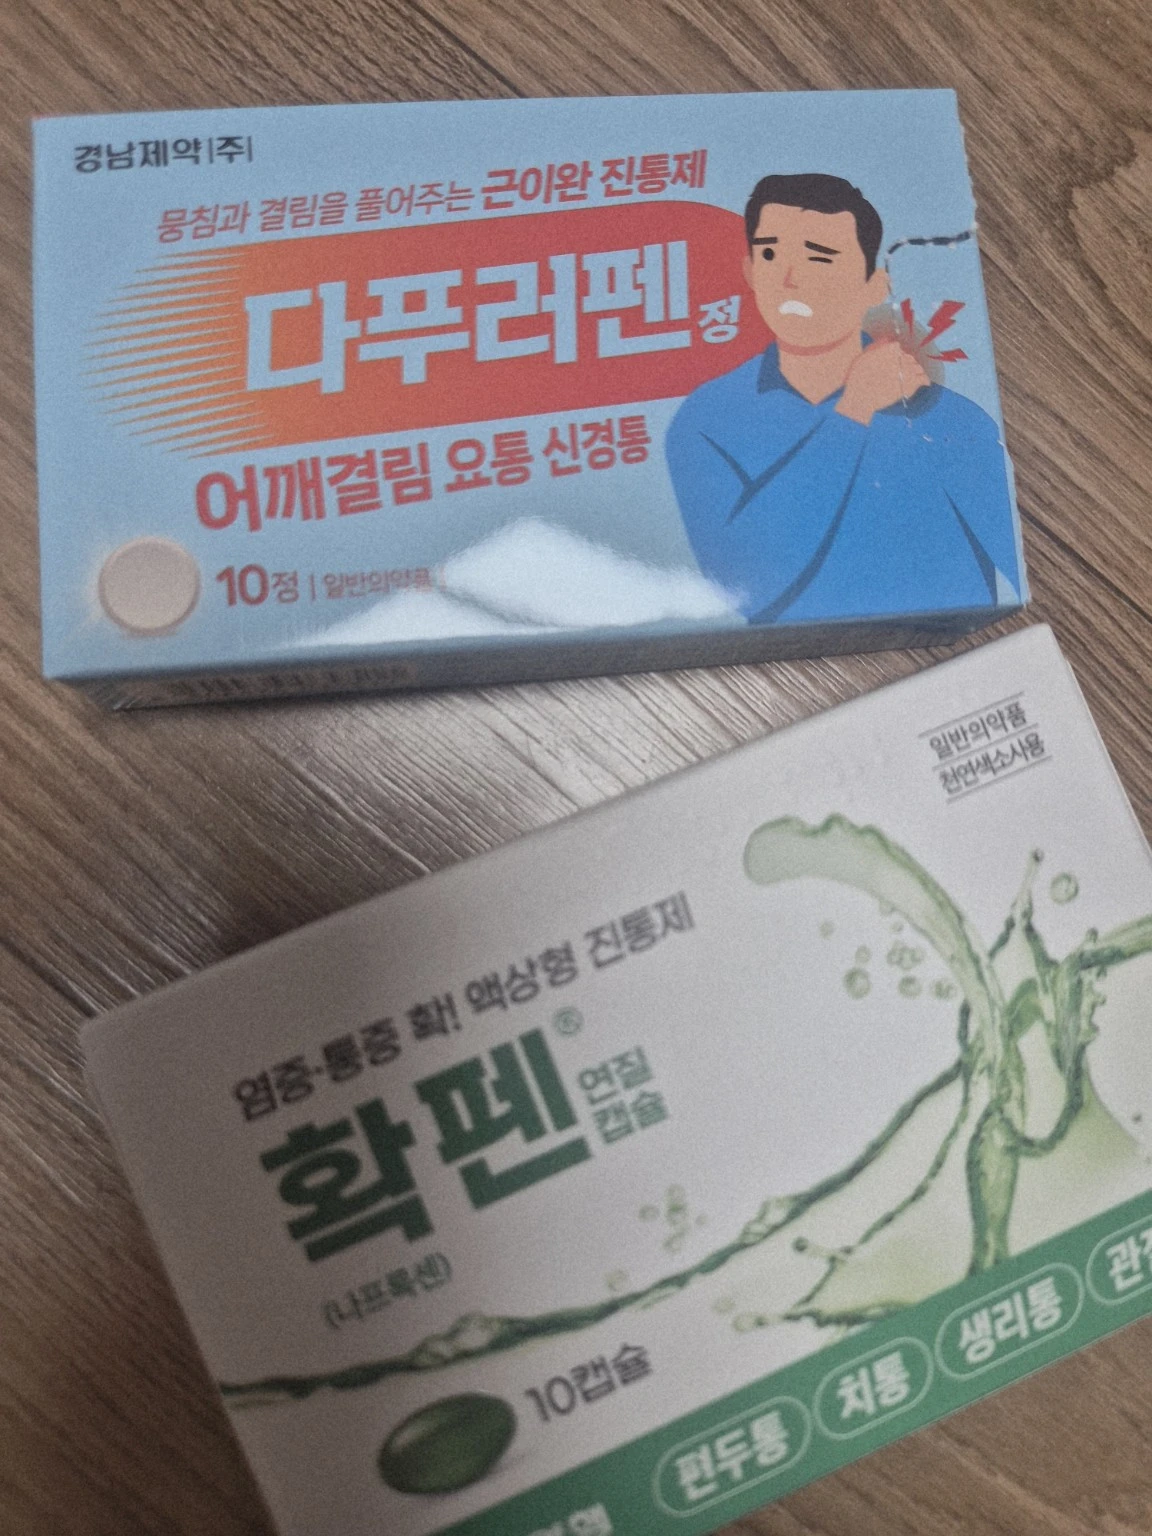 경남제약|주|
뭉침과 결림을 풀어주는 근이완 진통제
다푸러펜정
어깨결림 요통 신경통
10정 | 일반의약품
일반의약품
천연색소사용
염증·통증 확! 액상형 진통제
확펜® 연질캡슐
(나프록센)
10캡슐
편두통 치통 생리통